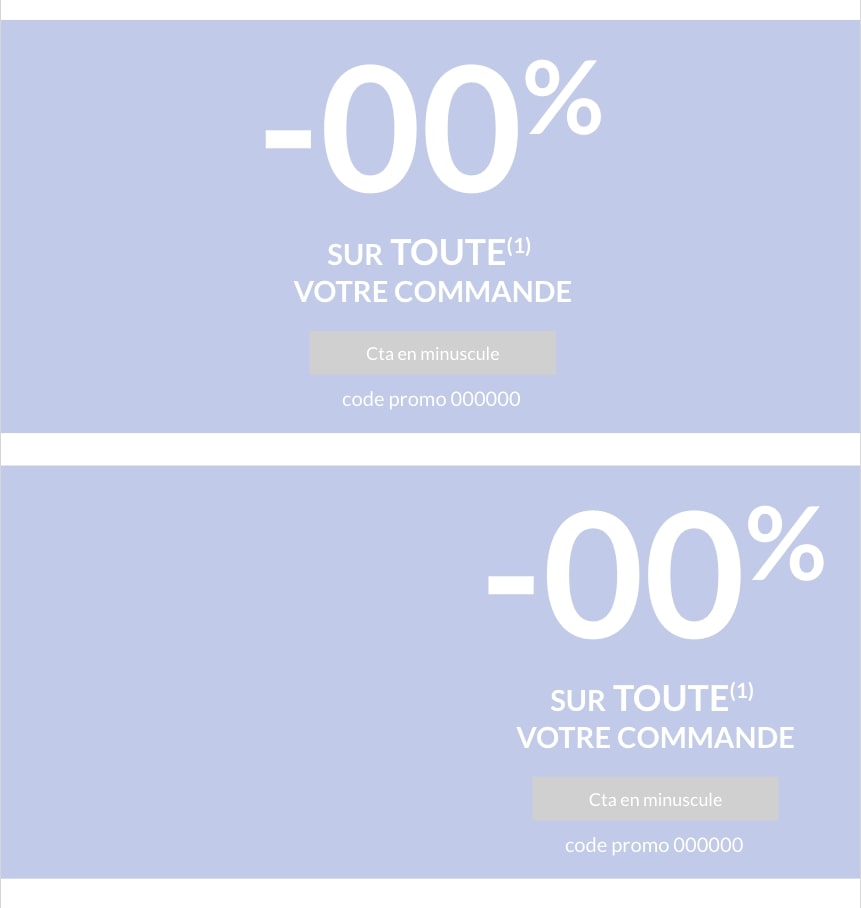 -00%
SUR TOUTE(1)
VOTRE COMMANDE
Cta en minuscule
code promo 000000
-00%
SUR TOUTE(1)
VOTRE COMMANDE
Cta en minuscule
code promo 000000